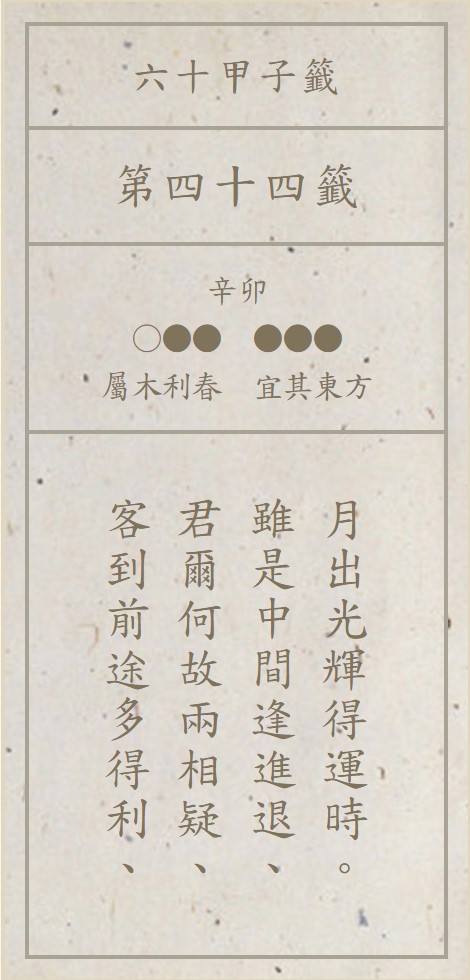 六十甲子籤
第四十四籤
辛卯
○●● ●●●
屬木利春 宜其東方
客到前途多得利、
君爾何故兩相疑、
雖是中間逢進退、
月出光輝得運時。